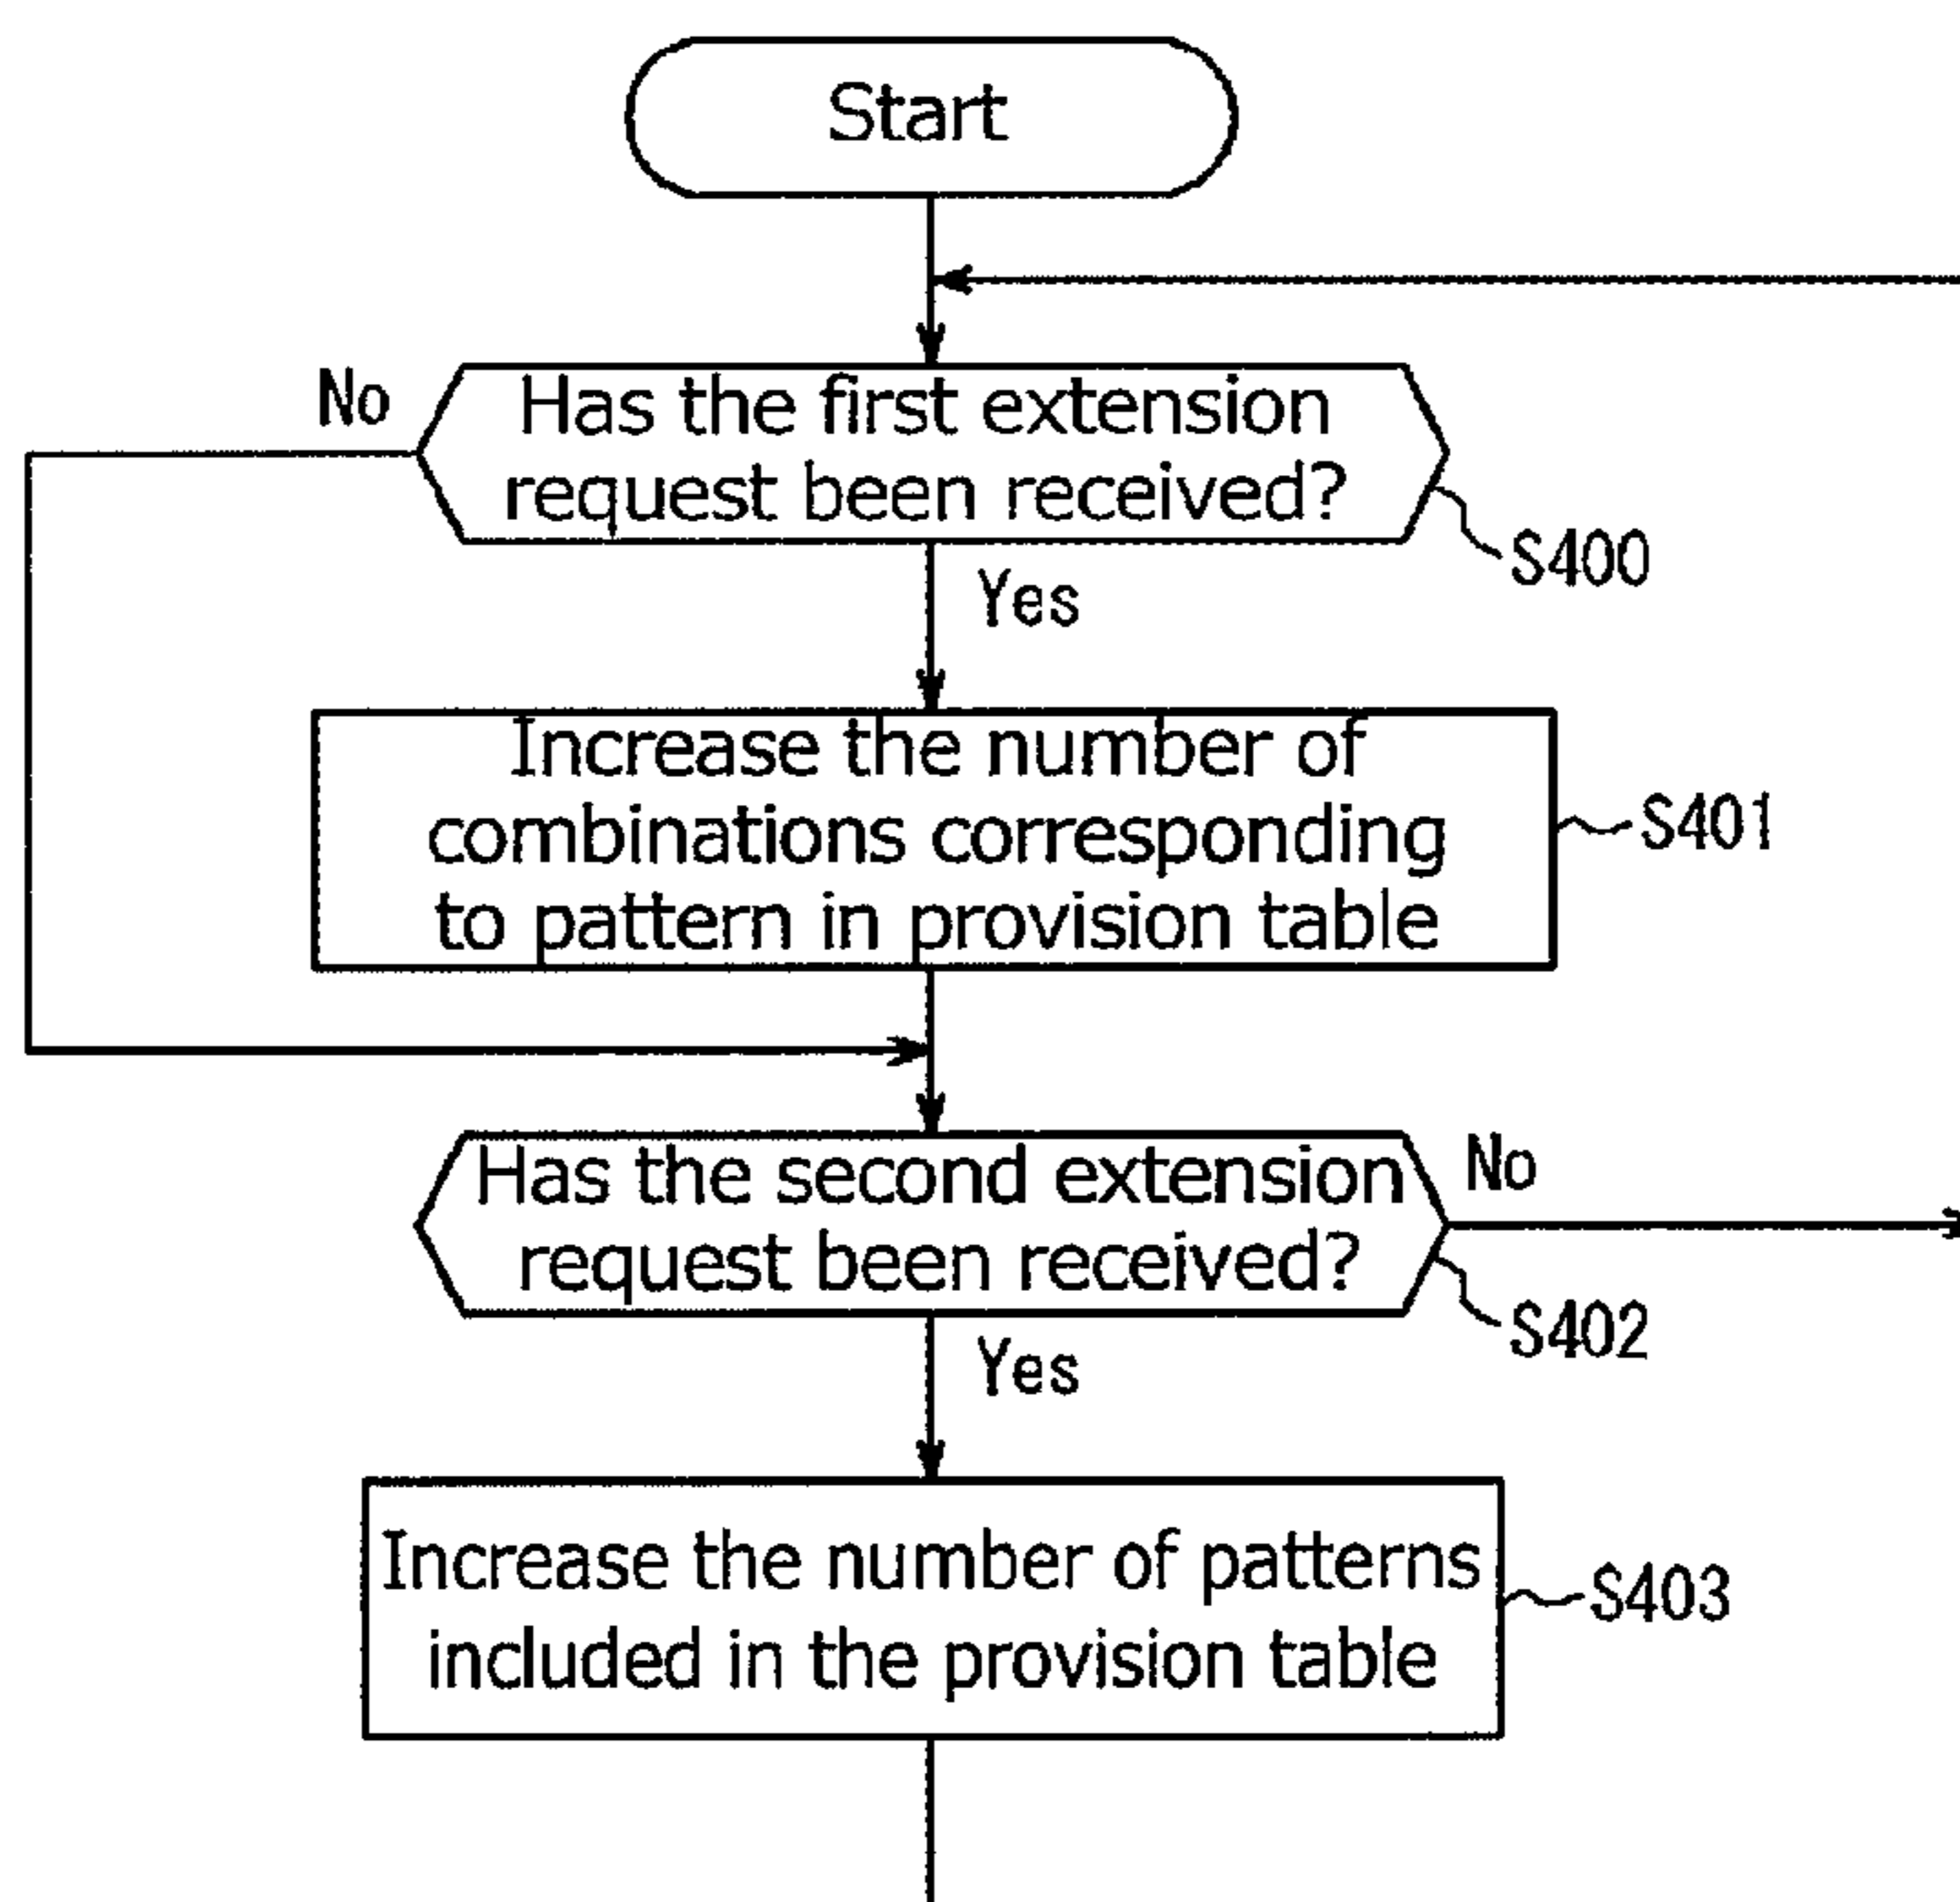 Start
No
Has the first extension
request been received?
S400
Yes
Increase the number of
combinations corresponding
to pattern in provision table
S401
Has the second extension
request been received?
No
S402
Yes
Increase the number of patterns
included in the provision table
S403